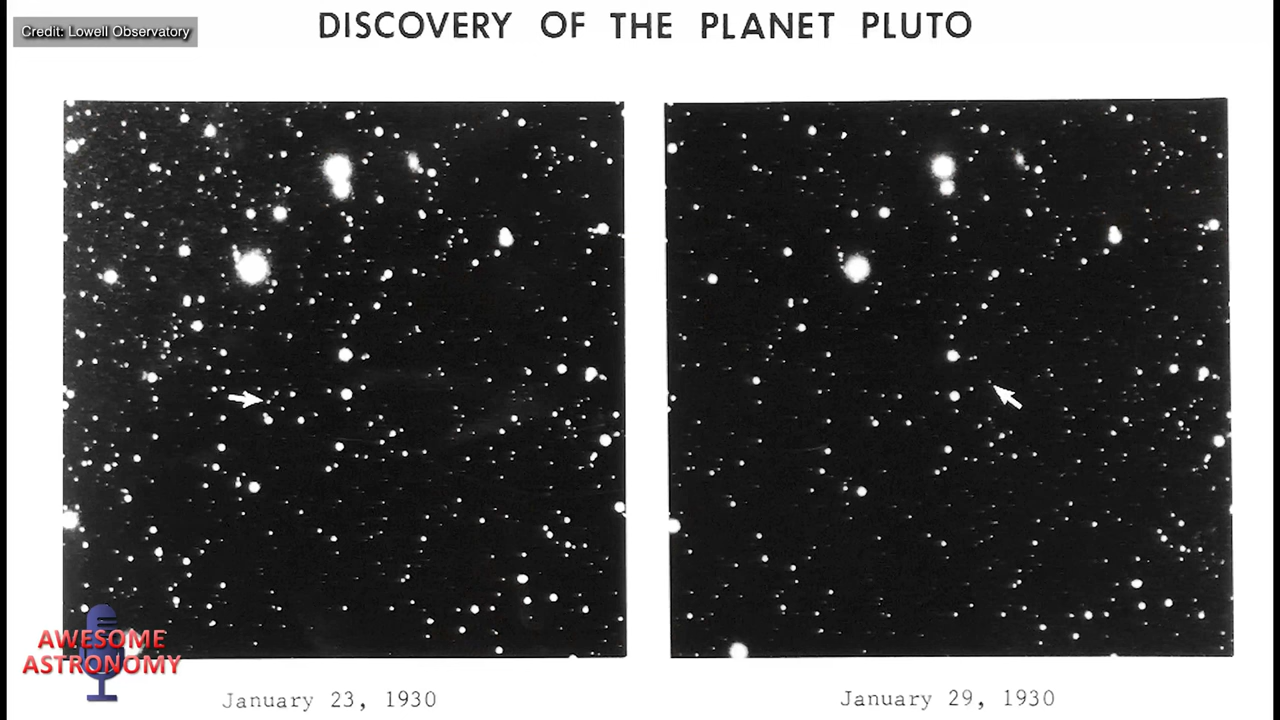 Credit: Lowell Observatory
DISCOVERY OF THE PLANET PLUTO
January 23, 1930
January 29, 1930
AWESOME
ASTRONOMY